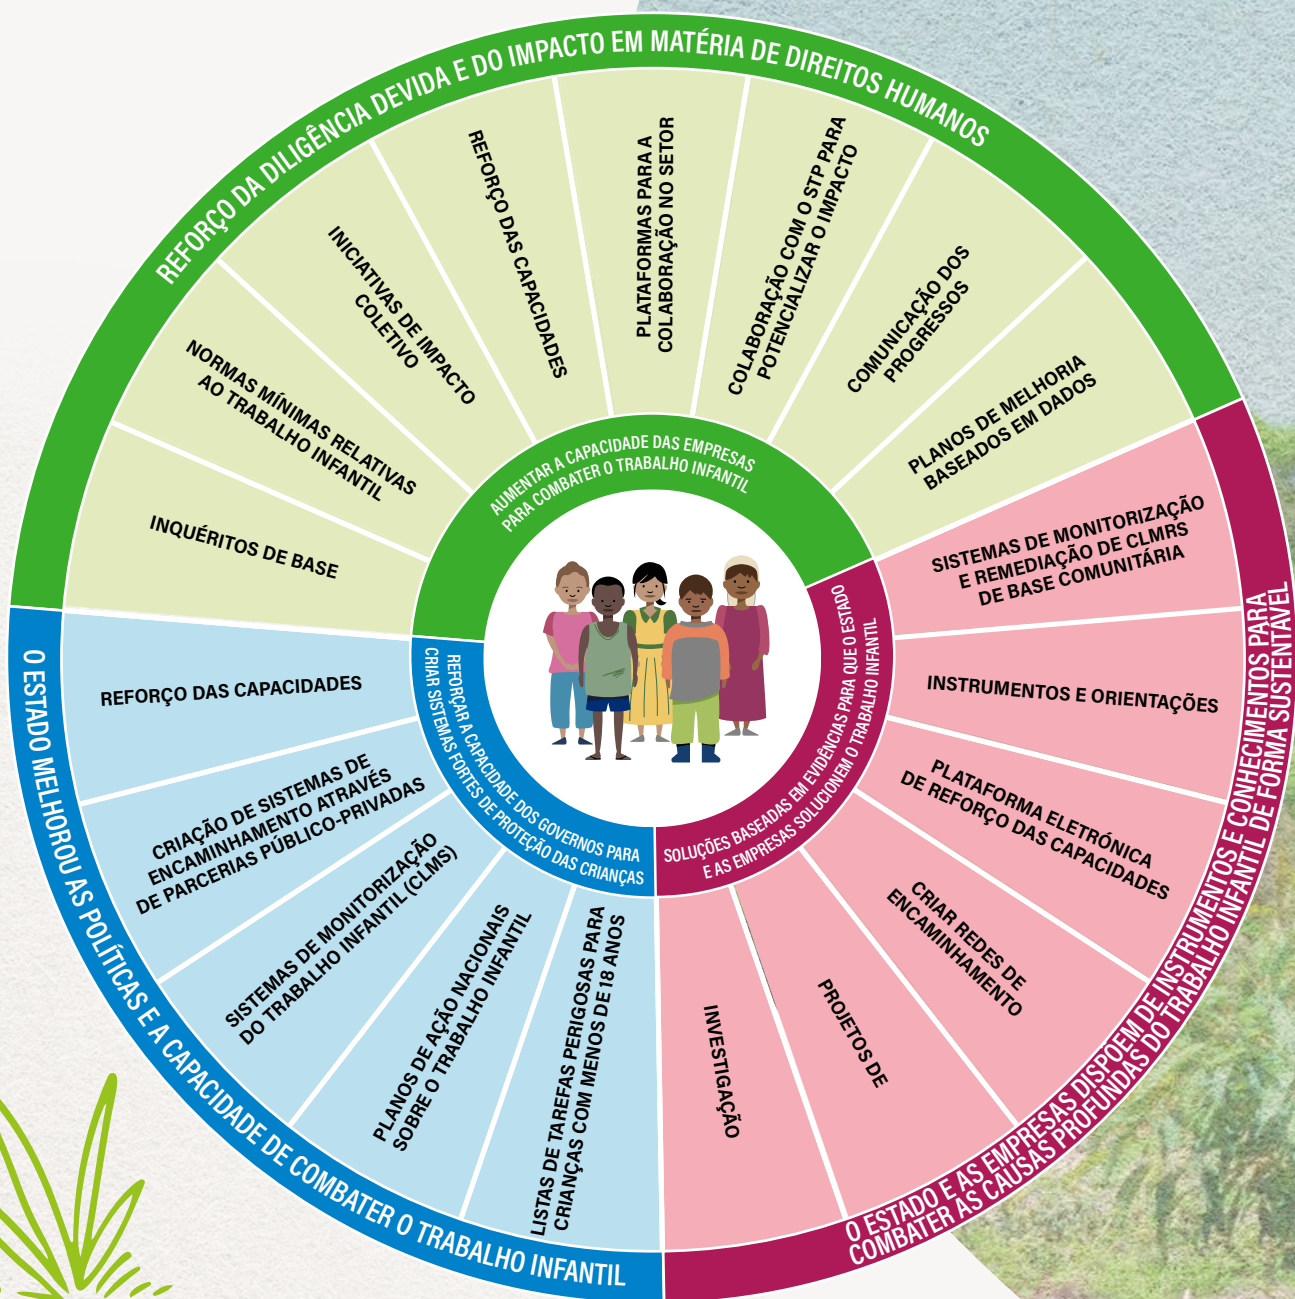 REFORÇO DA DILIGÊNCIA DEVIDA E DO IMPACTO EM MATÉRIA DE DIREITOS HUMANOS
INQUÉRITOS DE BASE
NORMAS MÍNIMAS RELATIVAS
AO TRABALHO INFANTIL
INICIATIVAS DE IMPACTO
COLETIVO
REFORÇO DAS CAPACIDADES
PLATAFORMAS PARA A
COLABORAÇÃO NO SETOR
COLABORAÇÃO COM O STP PARA
POTENCIALIZAR O IMPACTO
COMUNICAÇÃO DOS
PROGRESSOS
PLANOS DE MELHORIA
BASEADOS EM DADOS
AUMENTAR A CAPACIDADE DAS EMPRESAS
PARA COMBATER O TRABALHO INFANTIL
SISTEMAS DE MONITORIZAÇÃO
E REMEDIAÇÃO DE CLMRS
DE BASE COMUNITÁRIA
INSTRUMENTOS E ORIENTAÇÕES
PLATAFORMA ELETRÓNICA
DE REFORÇO DAS CAPACIDADES
CRIAR REDES DE
ENCAMINHAMENTO
PROJETOS DE
INVESTIGAÇÃO
SOLUÇÕES BASEADAS EM EVIDÊNCIAS PARA QUE O ESTADO
E AS EMPRESAS SOLUCIONEM O TRABALHO INFANTIL
O ESTADO E AS EMPRESAS DISPÕEM DE INSTRUMENTOS E CONHECIMENTOS PARA
COMBATER AS CAUSAS PROFUNDAS DO TRABALHO INFANTIL DE FORMA SUSTENTÁVEL
REFORÇAR A CAPACIDADE DOS GOVERNOS PARA
CRIAR SISTEMAS FORTES DE PROTEÇÃO DAS CRIANÇAS
REFORÇO DAS CAPACIDADES
CRIAÇÃO DE SISTEMAS DE
ENCAMINHAMENTO ATRAVÉS
DE PARCERIAS PÚBLICO-PRIVADAS
SISTEMAS DE MONITORIZAÇÃO
DO TRABALHO INFANTIL (CLMS)
PLANOS DE AÇÃO NACIONAIS
SOBRE O TRABALHO INFANTIL
LISTAS DE TAREFAS PERIGOSAS PARA
CRIANÇAS COM MENOS DE 18 ANOS
O ESTADO MELHOROU AS POLÍTICAS E A CAPACIDADE DE COMBATER O TRABALHO INFANTIL